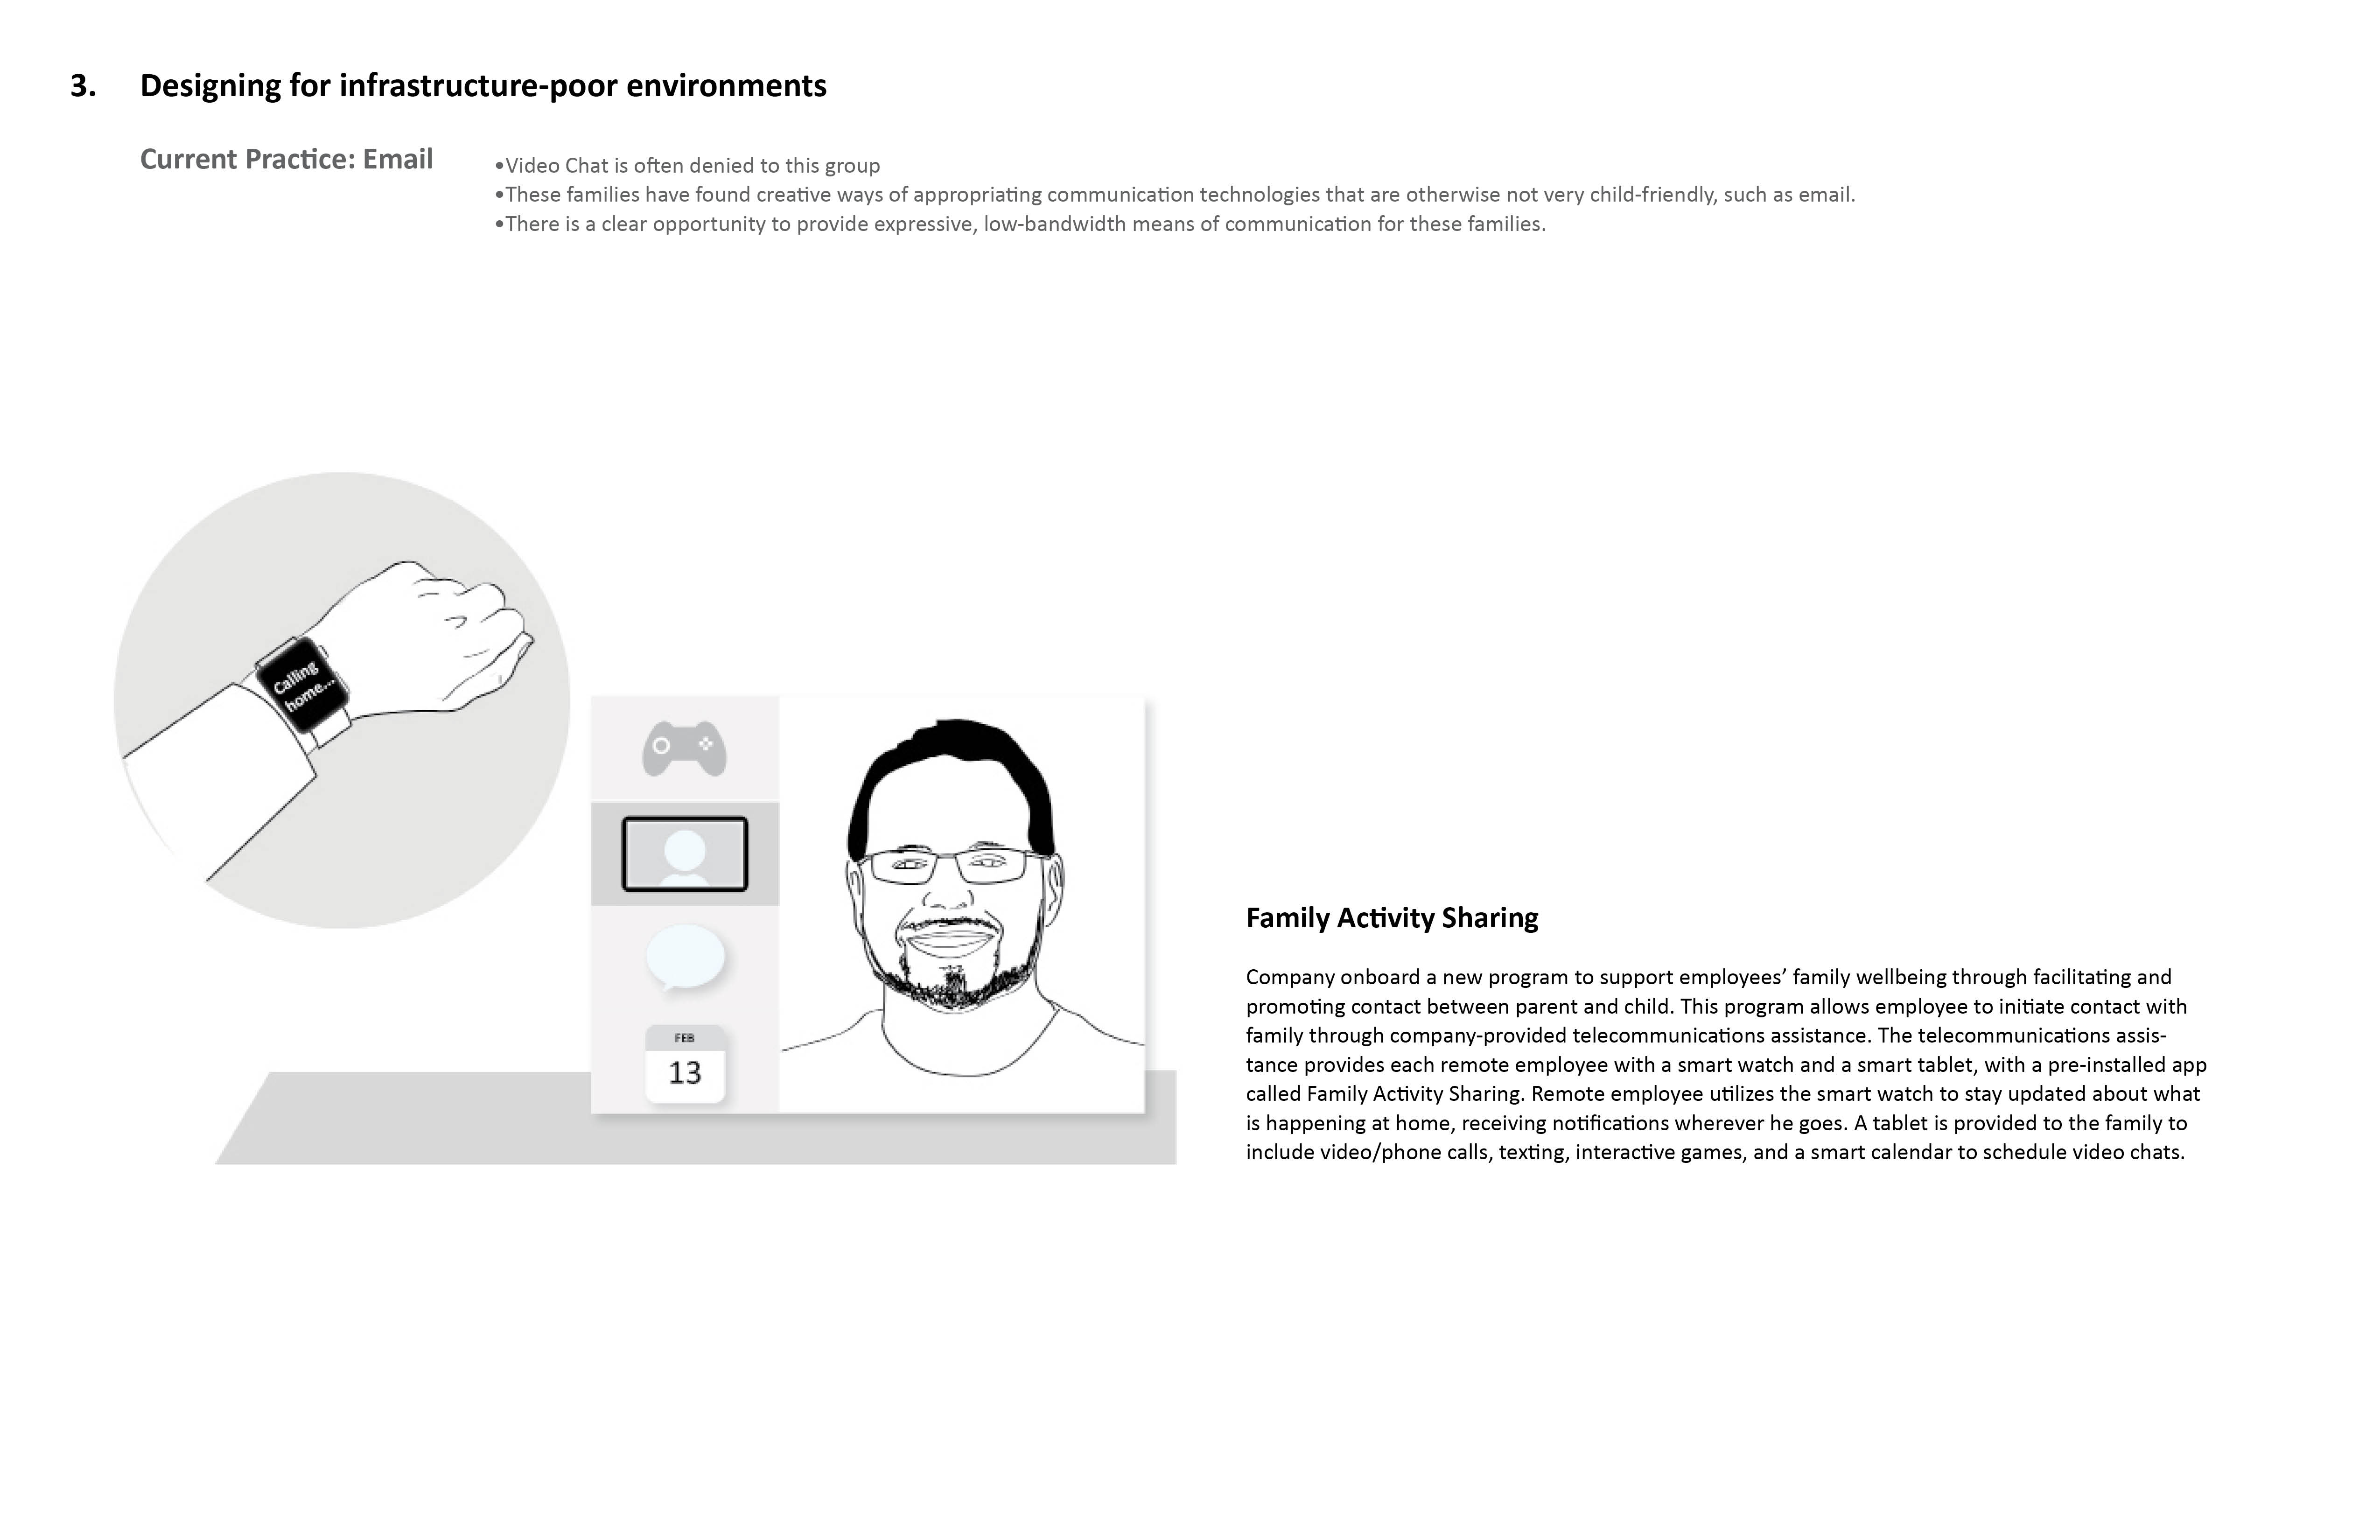 3. Designing for infrastructure-poor environments
Current Practice: Email
•Video Chat is often denied to this group
•These families have found creative ways of appropriating communication technologies that are otherwise not very child-friendly, such as email.
•There is a clear opportunity to provide expressive, low-bandwidth means of communication for these families.
Calling
home...
FEB
13
Family Activity Sharing
Company onboard a new program to support employees’ family wellbeing through facilitating and
promoting contact between parent and child. This program allows employee to initiate contact with
family through company-provided telecommunications assistance. The telecommunications assis-
tance provides each remote employee with a smart watch and a smart tablet, with a pre-installed app
called Family Activity Sharing. Remote employee utilizes the smart watch to stay updated about what
is happening at home, receiving notifications wherever he goes. A tablet is provided to the family to
include video/phone calls, texting, interactive games, and a smart calendar to schedule video chats.